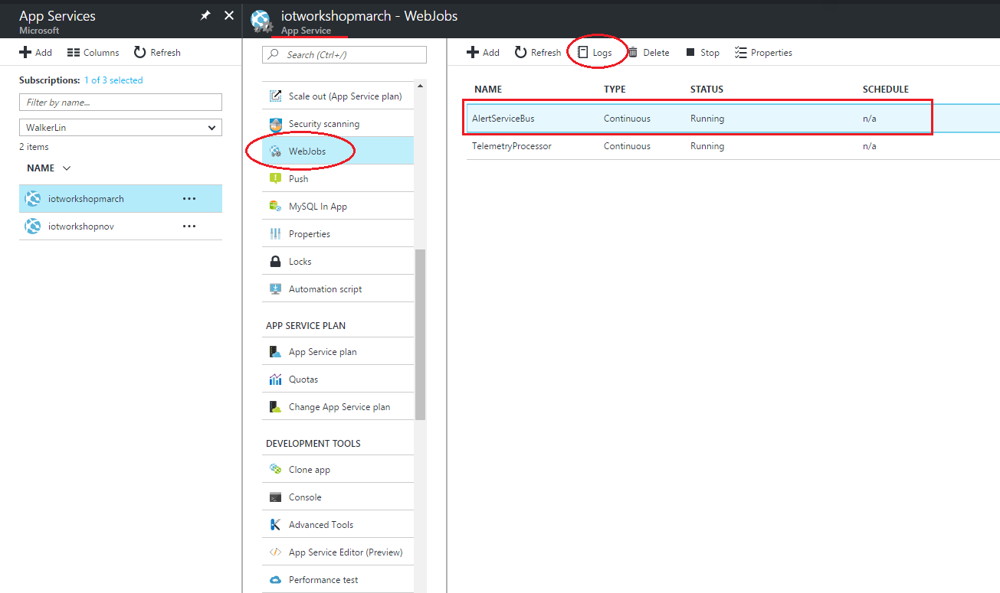 App Services
Microsoft
Add Columns Refresh
Subscriptions: 1 of 3 selected
Filter by name...
WalkerLin
2 items
NAME
iotworkshopmarch
iotworkshopnov
iotworkshopmarch - WebJobs
App Service
Search (Ctrl+/)
Scale out (App Service plan)
Security scanning
WebJobs
Push
MySQL In App
Properties
Locks
Automation script
APP SERVICE PLAN
App Service plan
Quotas
Change App Service plan
DEVELOPMENT TOOLS
Clone app
Console
Advanced Tools
App Service Editor (Preview)
Performance test
Add Refresh Logs Delete Stop Properties
NAME TYPE STATUS SCHEDULE
AlertServiceBus Continuous Running n/a
TelemetryProcessor Continuous Running n/a